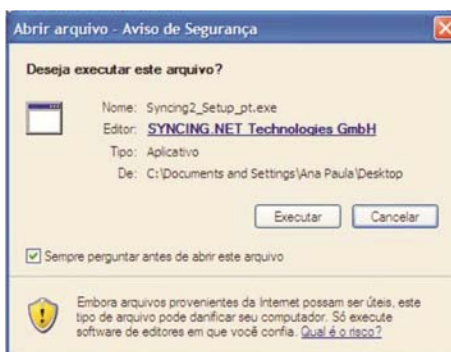 Abrir arquivo - Aviso de Segurança
Deseja executar este arquivo?
Nome: Syncing2_Setup_pt.exe
Editor: SYNCING.NET Technologies GmbH
Tipo: Aplicativo
De: C:\Documents and Settings\Ana Paula\Desktop
Executar Cancelar
Sempre perguntar antes de abrir este arquivo
Embora arquivos provenientes da Internet possam ser úteis, este
tipo de arquivo pode danificar seu computador. Só execute
software de editores em que você confia. Qual é o risco?